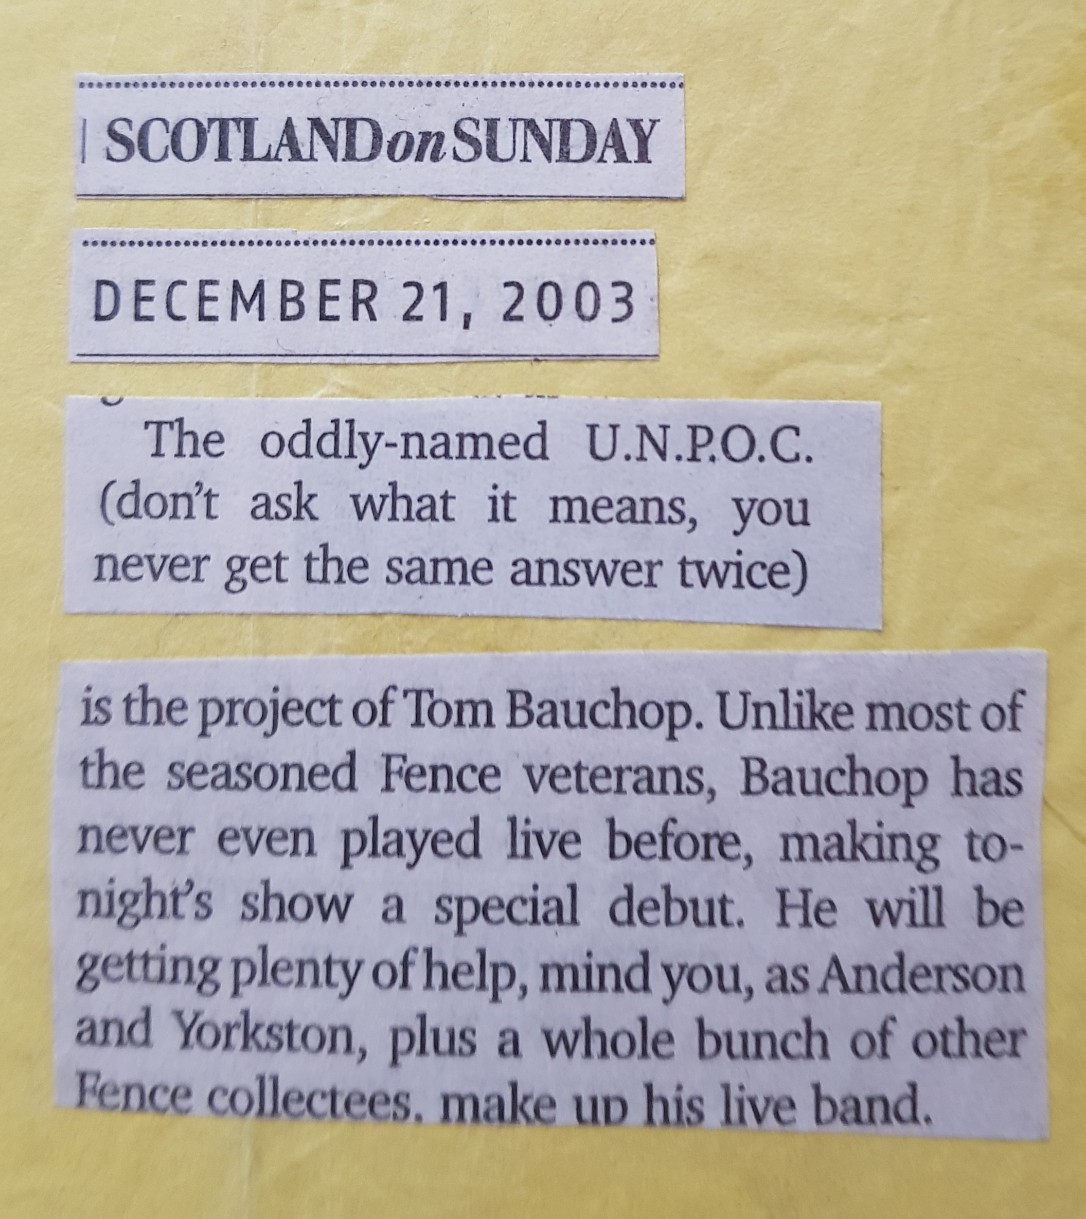 SCOTLAND on SUNDAY
DECEMBER 21, 2003
The oddly-named U.N.P.O.C.
(don't ask what it means, you
never get the same answer twice)
is the project of Tom Bauchop. Unlike most of
the seasoned Fence veterans, Bauchop has
never even played live before, making to-
night's show a special debut. He will be
getting plenty of help, mind you, as Anderson
and Yorkston, plus a whole bunch of other
Fence collectees, make up his live band.